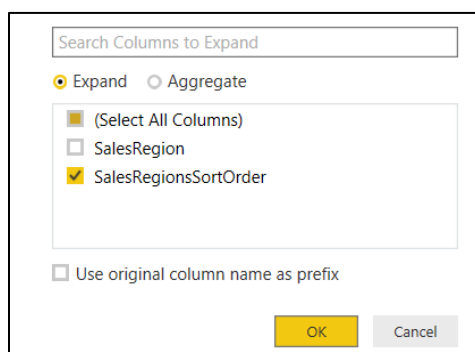 Search Columns to Expand
Expand Aggregate
(Select All Columns)
SalesRegion
SalesRegionsSortOrder
Use original column name as prefix
OK Cancel